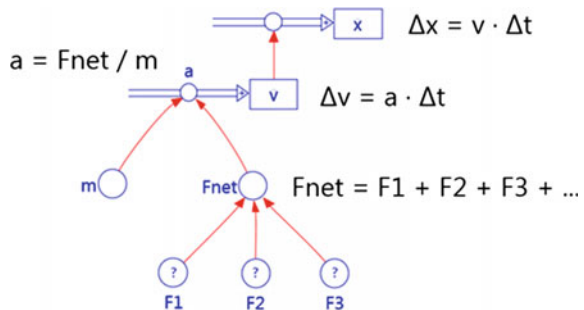 x Δx = v · Δt
a = Fnet / m
a
v Δv = a · Δt
m Fnet Fnet = F1 + F2 + F3 + ...
? ? ?
F1 F2 F3